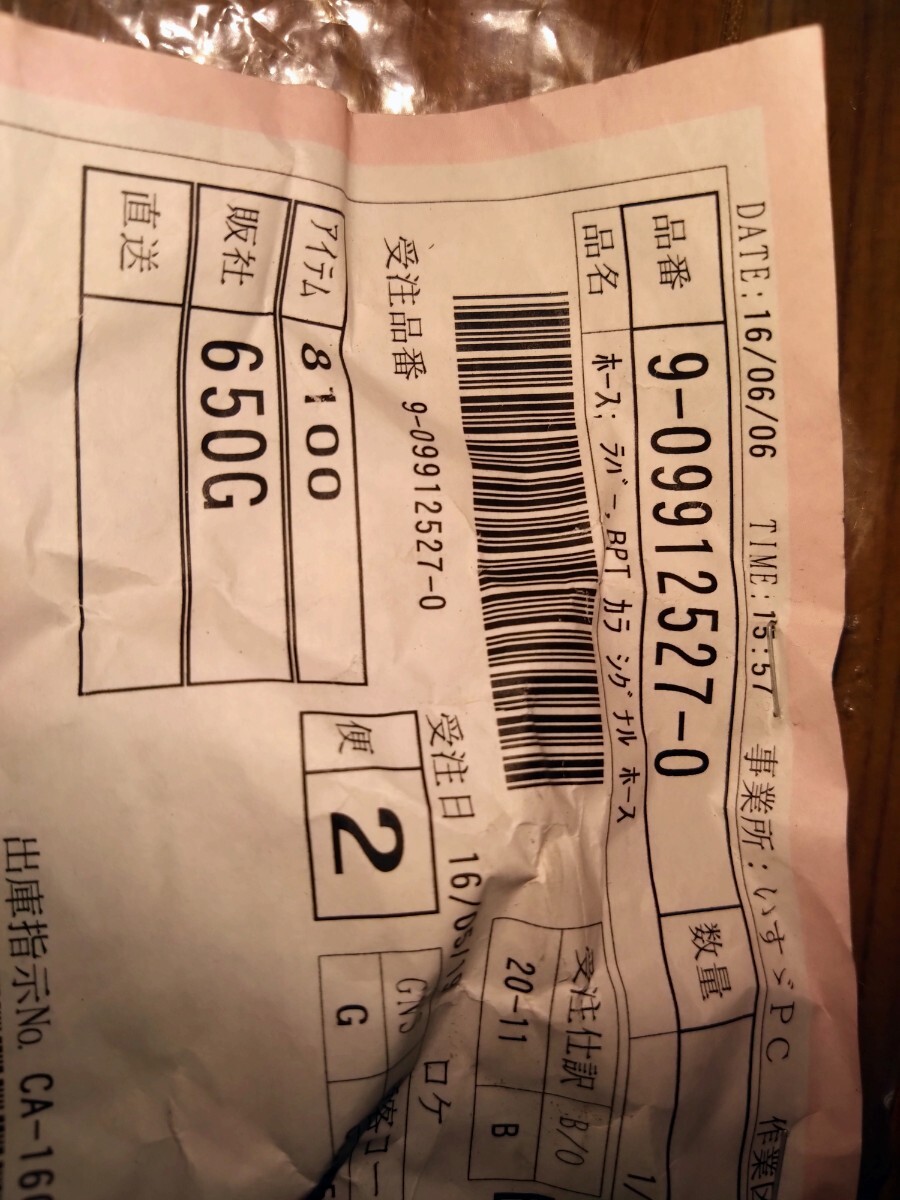 DATE:16/06/06 TIME:15:57 事業所:いすゞPC
品番 9-09912527-0 数量
品名 ホース; ラバー,BPT カラ シグナル ホース
受注仕訳 B/O
20-11 B
受注品番 9-09912527-0 受注日
アイテム 8100
販社 650G
直送
便 2
GNS ロケ
G
出庫指示No. CA-16